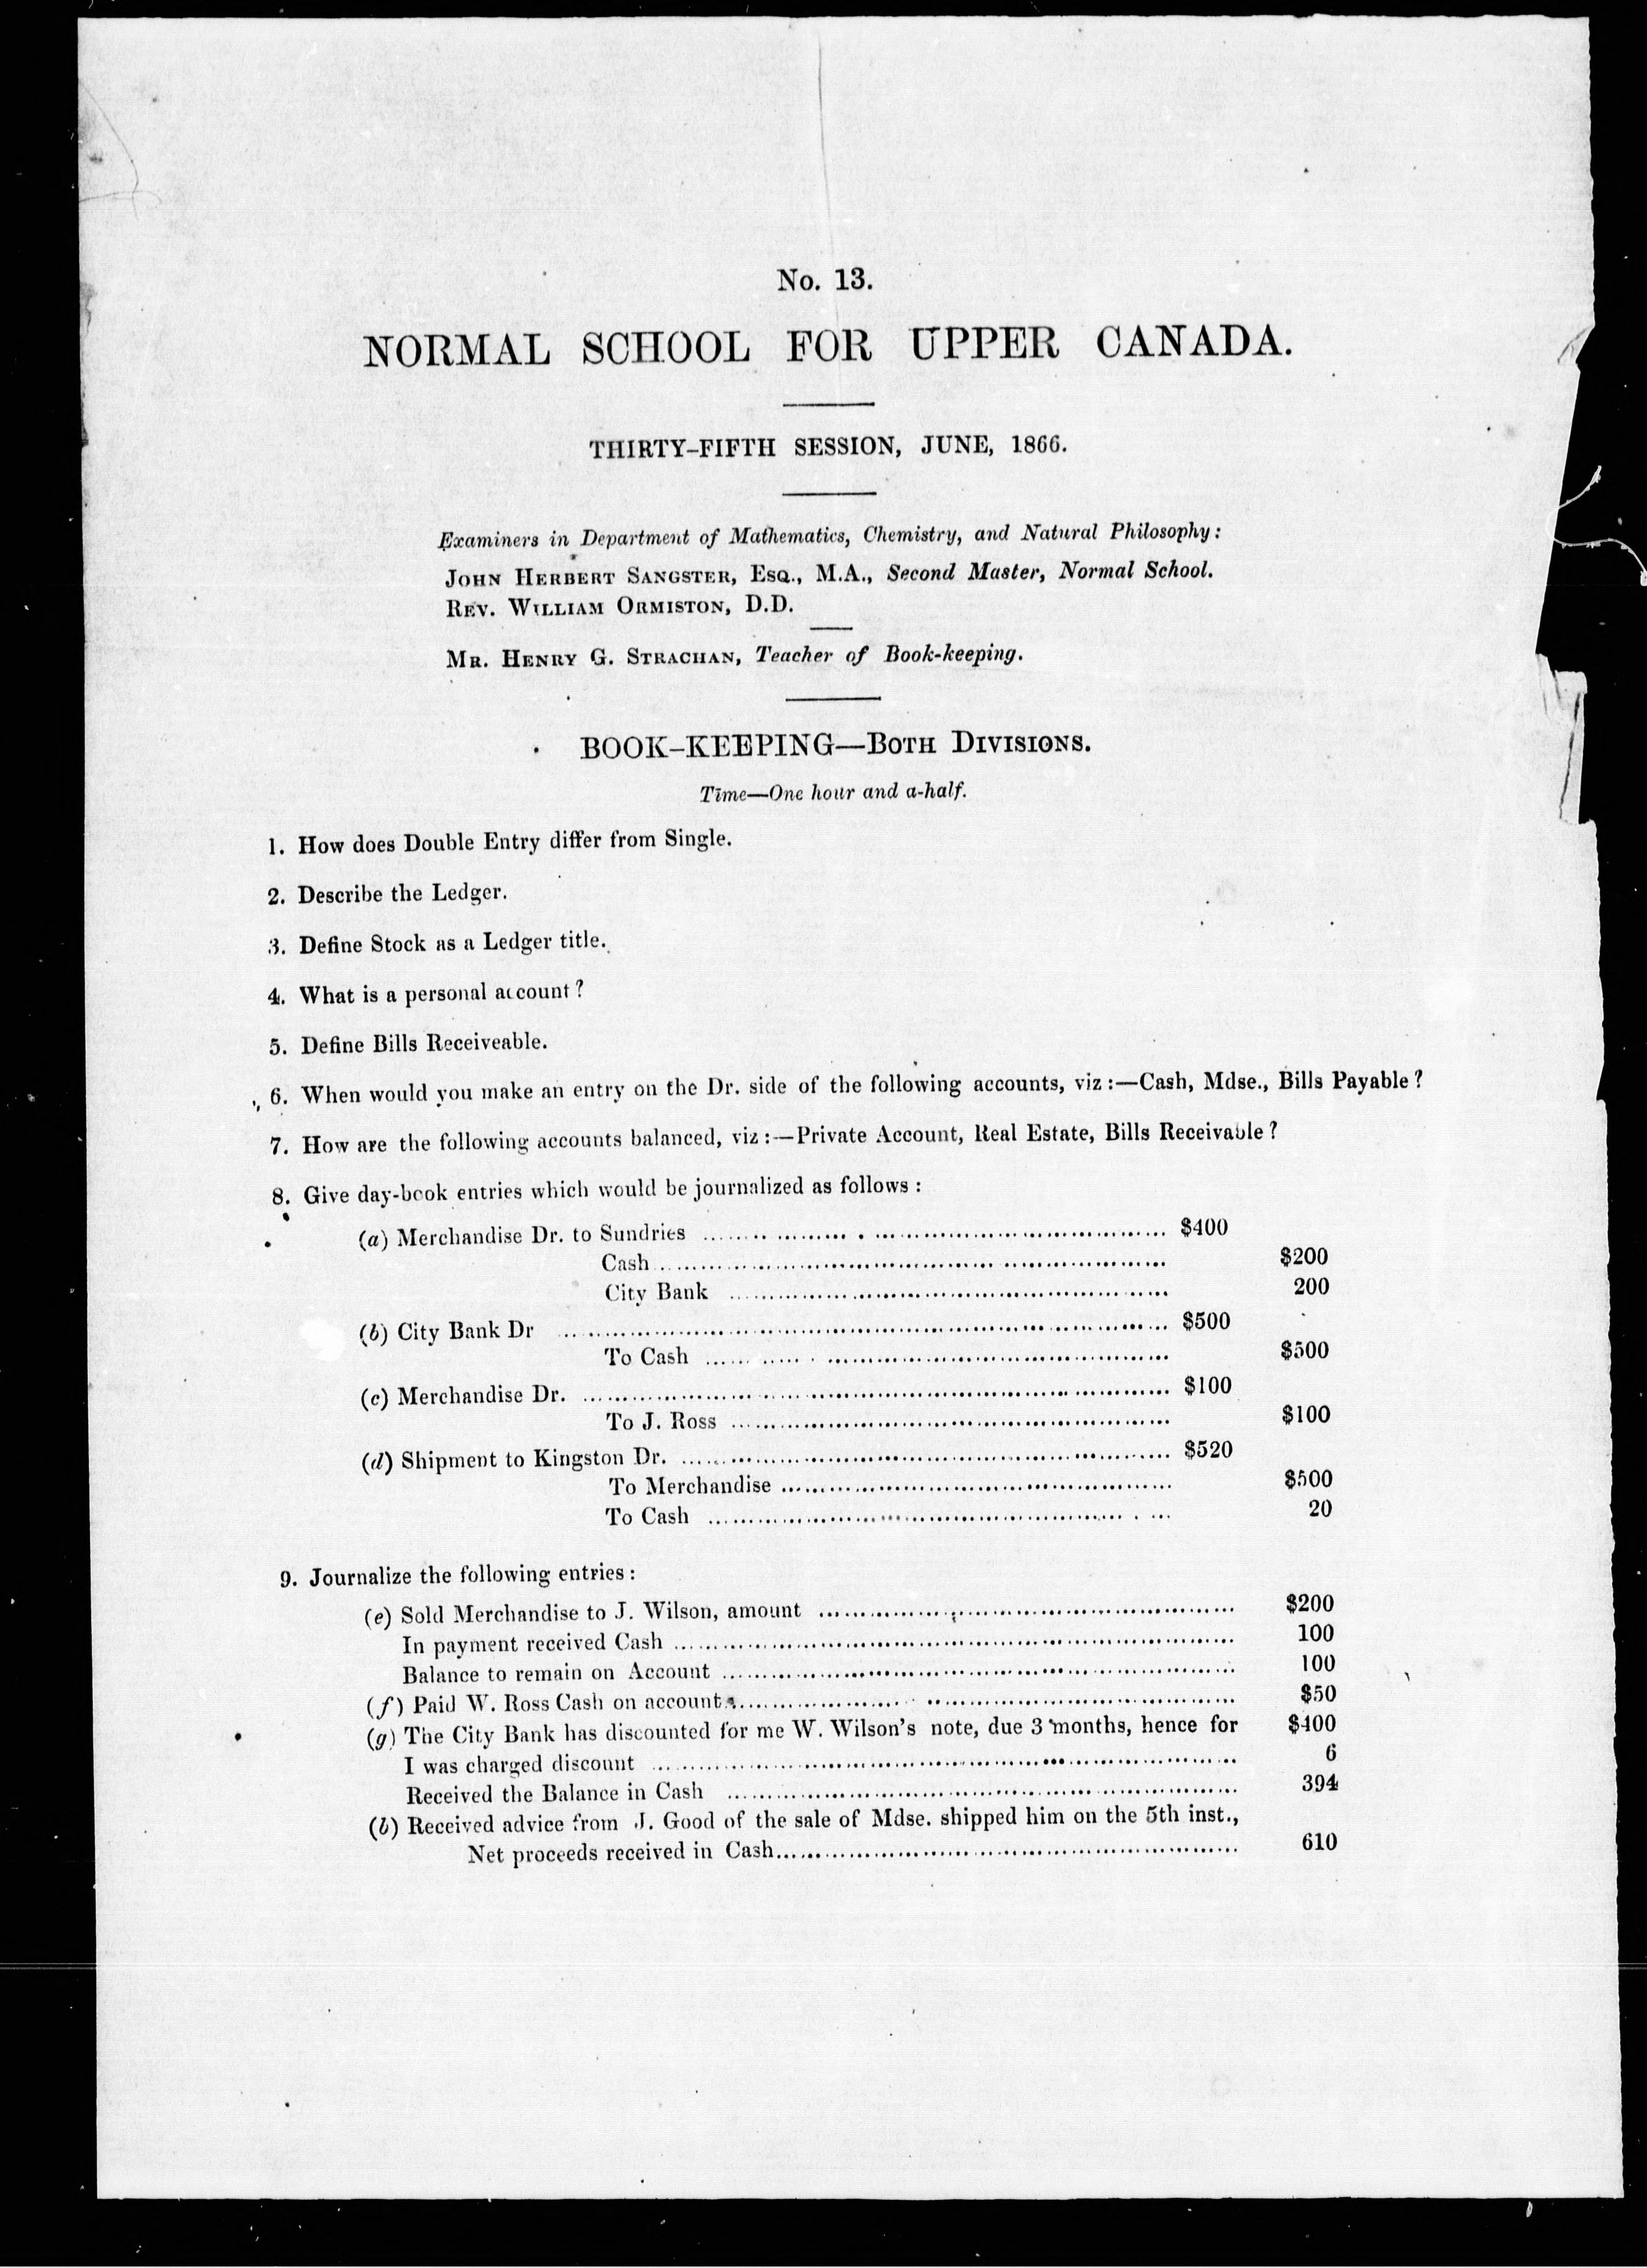 No. 13.
NORMAL SCHOOL FOR UPPER CANADA.
THIRTY-FIFTH SESSION, JUNE, 1866.
Examiners in Department of Mathematics, Chemistry, and Natural Philosophy:
JOHN HERBERT SANGSTER, ESQ., M.A., Second Master, Normal School.
REV. WILLIAM ORMISTON, D.D.
MR. HENRY G. STRACHAN, Teacher of Book-keeping.
BOOK-KEEPING—BOTH DIVISIONS.
Time—One hour and a-half.
1. How does Double Entry differ from Single.
2. Describe the Ledger.
3. Define Stock as a Ledger title.
4. What is a personal account?
5. Define Bills Receiveable.
6. When would you make an entry on the Dr. side of the following accounts, viz:—Cash, Mdse., Bills Payable?
7. How are the following accounts balanced, viz:—Private Account, Real Estate, Bills Receivable?
8. Give day-book entries which would be journalized as follows:
(a) Merchandise Dr. to Sundries ........ $400
Cash ........ $200
City Bank ........ 200
(b) City Bank Dr ........ $500
To Cash ........ $500
(c) Merchandise Dr. ........ $100
To J. Ross ........ $100
(d) Shipment to Kingston Dr. ........ $520
To Merchandise ........ $500
To Cash ........ 20
9. Journalize the following entries:
(e) Sold Merchandise to J. Wilson, amount ........ $200
In payment received Cash ........ 100
Balance to remain on Account ........ 100
(f) Paid W. Ross Cash on account ........ $50
(g) The City Bank has discounted for me W. Wilson's note, due 3 months, hence for $400
I was charged discount ........ 6
Received the Balance in Cash ........ 394
(b) Received advice from J. Good of the sale of Mdse. shipped him on the 5th inst.,
Net proceeds received in Cash ........ 610